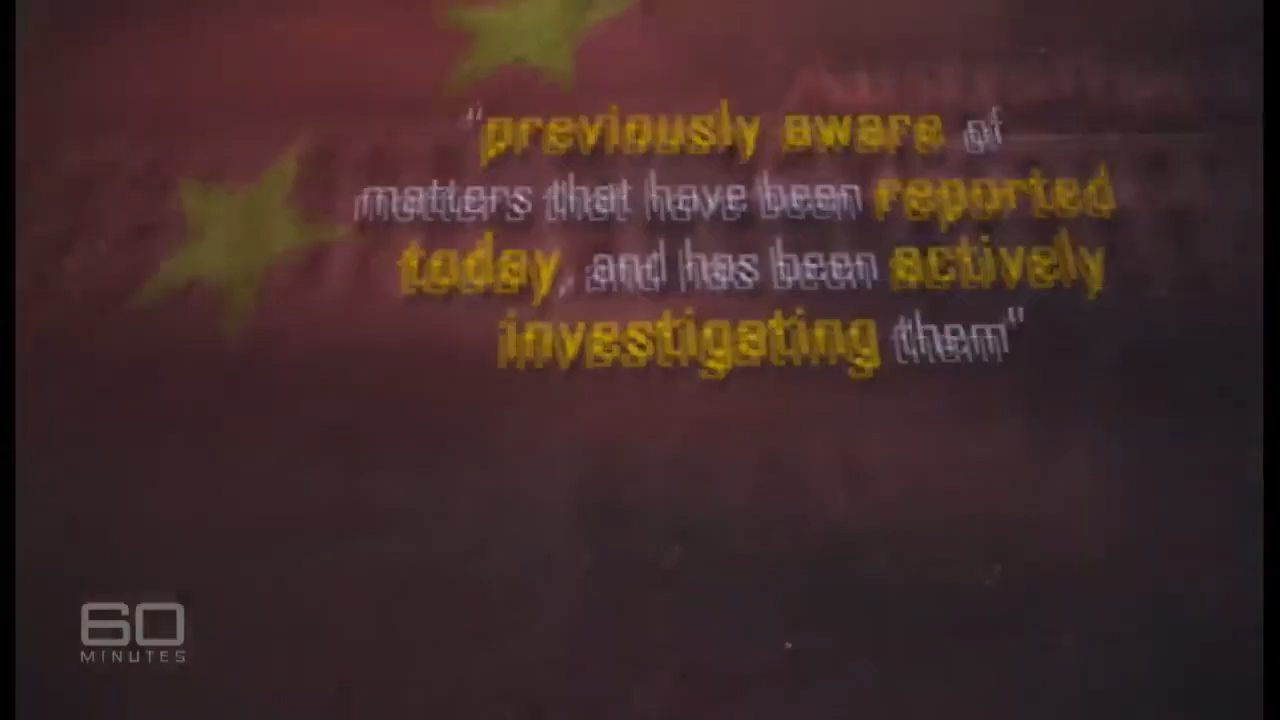 "previously aware of
matters that have been reported
today, and has been actively
investigating them"
60
MINUTES